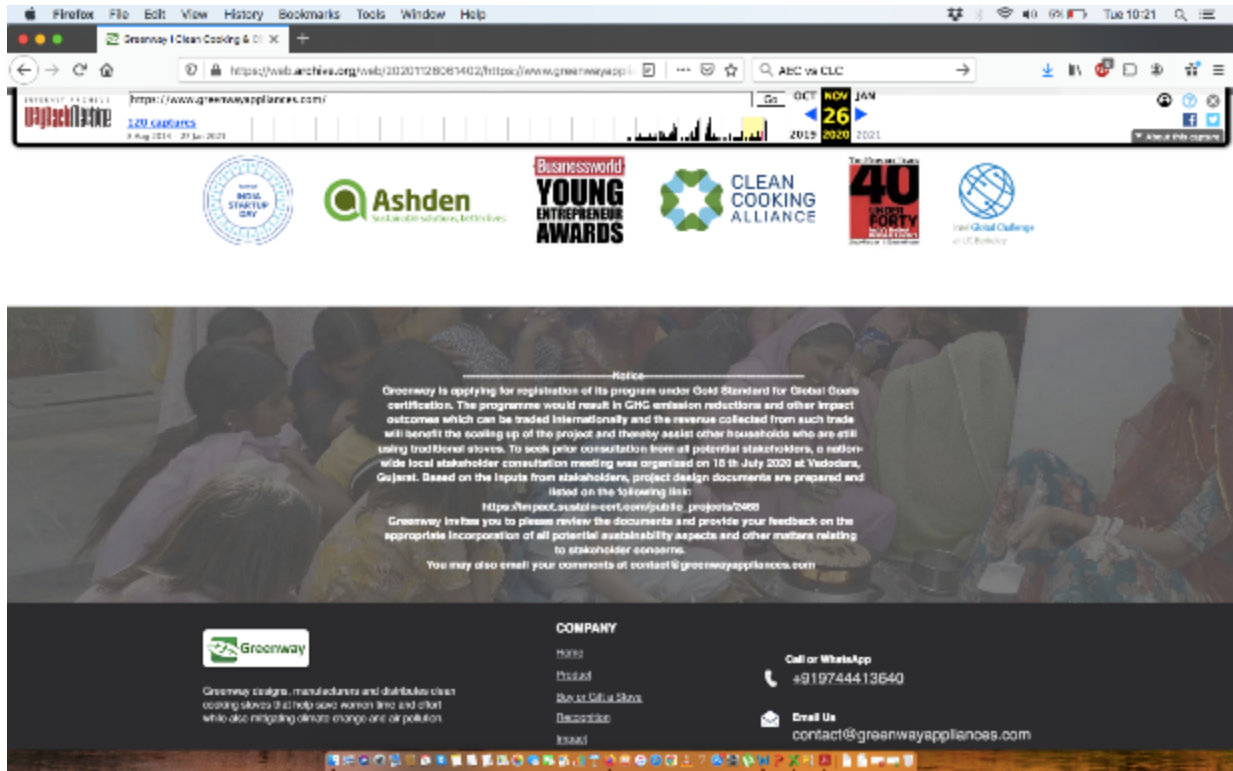 Firefox File Edit View History Bookmarks Tools Window Help
6% Tue 10:21
Greenway I Clean Cooking & Cl
https://web.archive.org/web/20201126061402/https://www.greenwayappli
AEC vs CLC
INTERNET ARCHIVE
WayBackMachine
https://www.greenwayappliances.com/
Go
OCT NOV JAN
120 captures
26
2019 2020 2021
About this capture
INDIA
STARTUP
DAY
Ashden
Sustainable solutions, better lives
Businessworld
YOUNG
ENTREPRENEUR
AWARDS
CLEAN
COOKING
ALLIANCE
40
UNDER
FORTY
Intel Global Challenge
at UC Berkeley
Notice
Greenway is applying for registration of its program under Gold Standard for Global Goals
certification. The programme would result in GHG emission reductions and other impact
outcomes which can be traded internationally and the revenue collected from such trade
will benefit the scaling up of the project and thereby assist other households who are still
using traditional stoves. To seek prior consultation from all potential stakeholders, a nation-
wide local stakeholder consultation meeting was organized on 18 th July 2020 at Vadodara,
Gujarat. Based on the inputs from stakeholders, project design documents are prepared and
listed on the following link:
https://impact.sustain-cert.com/public_projects/2468
Greenway invites you to please review the documents and provide your feedback on the
appropriate incorporation of all potential sustainability aspects and other matters relating
to stakeholder concerns.
You may also email your comments at contact@greenwayappliances.com
Greenway
Greenway designs, manufacturers and distributes clean
cooking stoves that help save women time and effort
while also mitigating climate change and air pollution.
COMPANY
Home
Product
Buy or Gift a Stove
Recognition
Impact
Call or WhatsApp
+919744413640
Email Us
contact@greenwayappliances.com